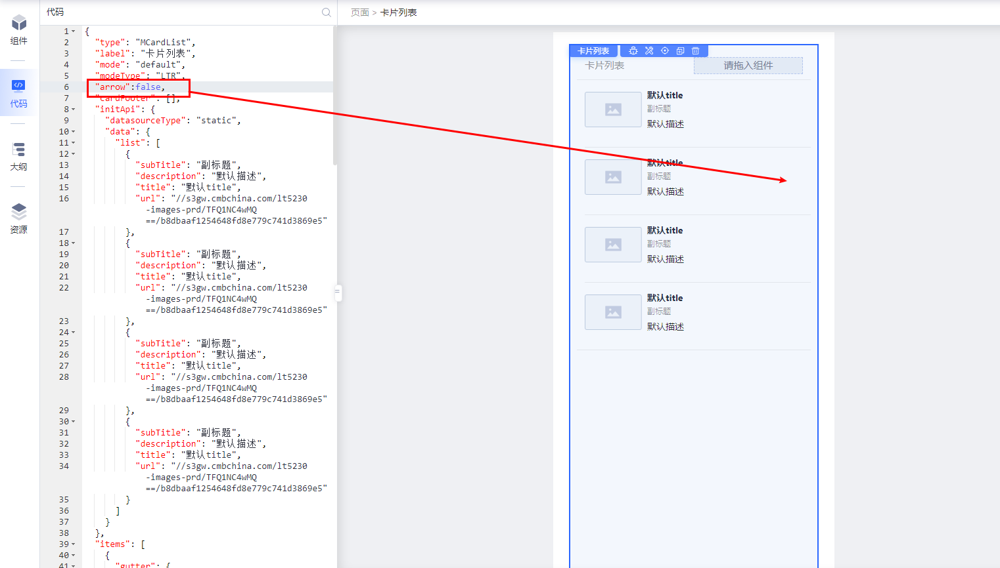 组件
代码
大纲
资源
代码
页面 > 卡片列表
1 {
2 "type": "MCardList",
3 "label": "卡片列表",
4 "mode": "default",
5 "modeType": "LTR",
6 "arrow":false,
7 "cardFooter": [],
8 "initApi": {
9 "datasourceType": "static",
10 "data": {
11 "list": [
12 {
13 "subTitle": "副标题",
14 "description": "默认描述",
15 "title": "默认title",
16 "url": "//s3gw.cmbchina.com/lt5230
-images-prd/TFQ1NC4wMQ
==/b8dbaaf1254648fd8e779c741d3869e5"
17 },
18 {
19 "subTitle": "副标题",
20 "description": "默认描述",
21 "title": "默认title",
22 "url": "//s3gw.cmbchina.com/lt5230
-images-prd/TFQ1NC4wMQ
==/b8dbaaf1254648fd8e779c741d3869e5"
23 },
24 {
25 "subTitle": "副标题",
26 "description": "默认描述",
27 "title": "默认title",
28 "url": "//s3gw.cmbchina.com/lt5230
-images-prd/TFQ1NC4wMQ
==/b8dbaaf1254648fd8e779c741d3869e5"
29 },
30 {
31 "subTitle": "副标题",
32 "description": "默认描述",
33 "title": "默认title",
34 "url": "//s3gw.cmbchina.com/lt5230
-images-prd/TFQ1NC4wMQ
==/b8dbaaf1254648fd8e779c741d3869e5"
35 }
36 ]
37 }
38 },
39 "items": [
40 {
41 "gutter": {
卡片列表
卡片列表
请拖入组件
默认title
副标题
默认描述
默认title
副标题
默认描述
默认title
副标题
默认描述
默认title
副标题
默认描述